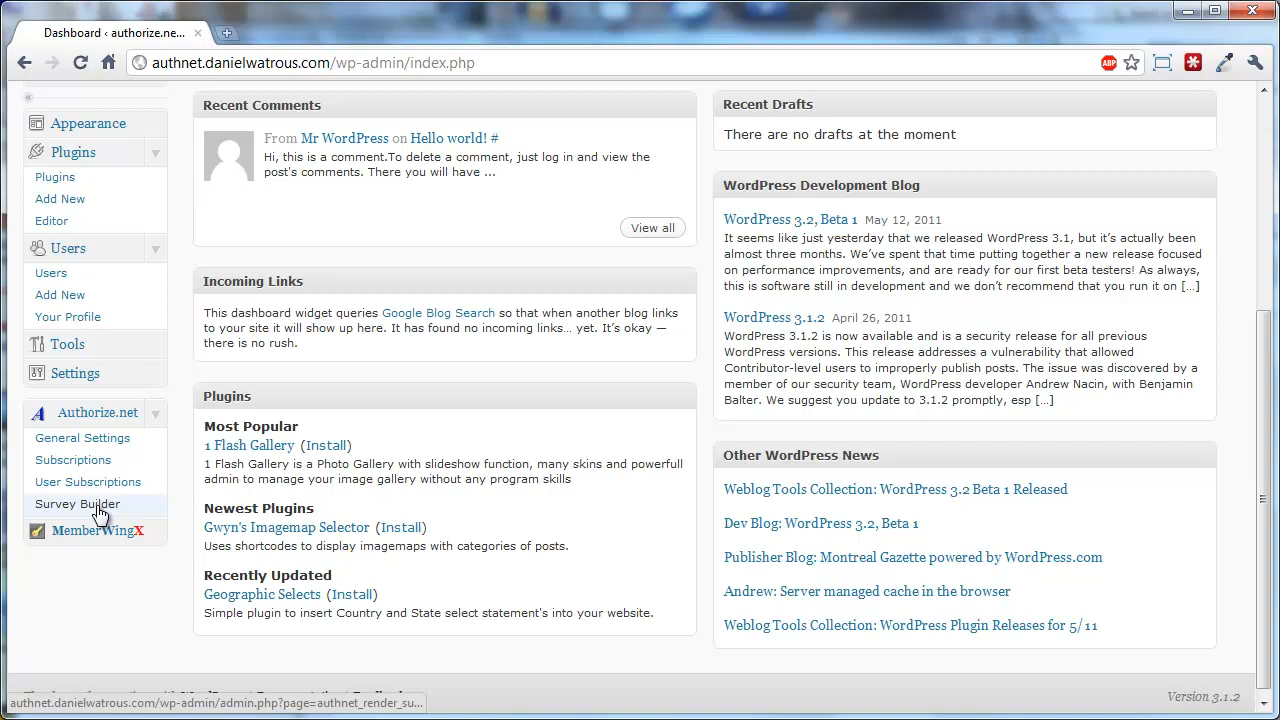 Dashboard ‹ authorize.ne...
authnet.danielwatrous.com/wp-admin/index.php
ABP
Appearance
Plugins
Plugins
Add New
Editor
Users
Users
Add New
Your Profile
Tools
Settings
Authorize.net
General Settings
Subscriptions
User Subscriptions
Survey Builder
MemberWingX
Recent Comments
From Mr WordPress on Hello world! #
Hi, this is a comment.To delete a comment, just log in and view the
post's comments. There you will have ...
View all
Incoming Links
This dashboard widget queries Google Blog Search so that when another blog links
to your site it will show up here. It has found no incoming links… yet. It’s okay —
there is no rush.
Plugins
Most Popular
1 Flash Gallery (Install)
1 Flash Gallery is a Photo Gallery with slideshow function, many skins and powerfull
admin to manage your image gallery without any program skills
Newest Plugins
Gwyn's Imagemap Selector (Install)
Uses shortcodes to display imagemaps with categories of posts.
Recently Updated
Geographic Selects (Install)
Simple plugin to insert Country and State select statement's into your website.
Recent Drafts
There are no drafts at the moment
WordPress Development Blog
WordPress 3.2, Beta 1 May 12, 2011
It seems like just yesterday that we released WordPress 3.1, but it’s actually been
almost three months. We’ve spent that time putting together a new release focused
on performance improvements, and are ready for our first beta testers! As always,
this is software still in development and we don’t recommend that you run it on […]
WordPress 3.1.2 April 26, 2011
WordPress 3.1.2 is now available and is a security release for all previous
WordPress versions. This release addresses a vulnerability that allowed
Contributor-level users to improperly publish posts. The issue was discovered by a
member of our security team, WordPress developer Andrew Nacin, with Benjamin
Balter. We suggest you update to 3.1.2 promptly, esp […]
Other WordPress News
Weblog Tools Collection: WordPress 3.2 Beta 1 Released
Dev Blog: WordPress 3.2, Beta 1
Publisher Blog: Montreal Gazette powered by WordPress.com
Andrew: Server managed cache in the browser
Weblog Tools Collection: WordPress Plugin Releases for 5/11
authnet.danielwatrous.com/wp-admin/admin.php?page=authnet_render_su...
Version 3.1.2